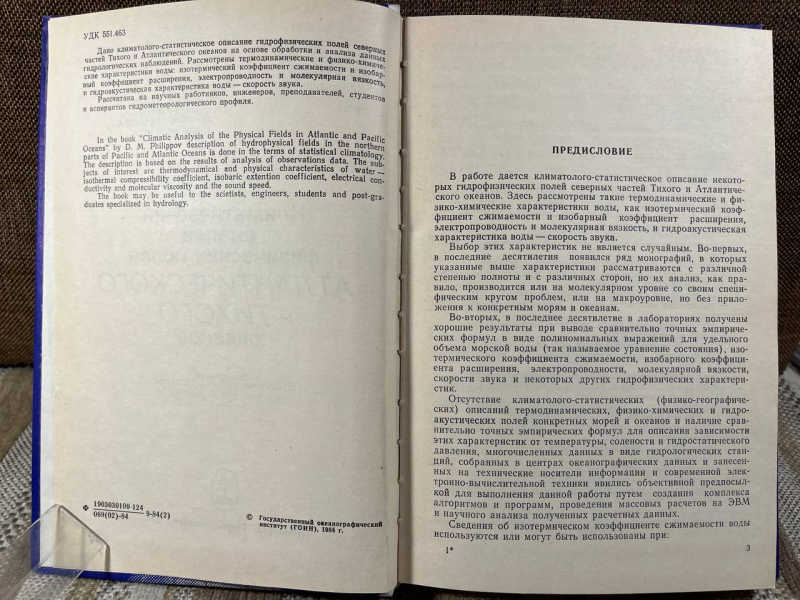 УДК 551.463
Дано климатолого-статистическое описание гидрофизических полей северных
частей Тихого и Атлантического океанов на основе обработки и анализа данных
гидрологических наблюдений. Рассмотрены термодинамические и физико-химиче-
ские характеристики воды: изотермический коэффициент сжимаемости и изобар-
ный коэффициент расширения, электропроводность и молекулярная вязкость,
и гидроакустическая характеристика воды — скорость звука.
Рассчитана на научных работников, инженеров, преподавателей, студентов
и аспирантов гидрометеорологического профиля.
In the book "Climatic Analysis of the Physical Fields in Atlantic and Pacific
Oceans" by D. M. Philippov description of hydrophysical fields in the northern
parts of Pacific and Atlantic Oceans is done in the terms of statistical climatology.
The description is based on the results of analysis of observations data. The sub-
jects of interest are thermodynamical and physical characteristics of water —
isothermal compressibility coefficient, isobaric extention coefficient, electrical con-
ductivity and molecular viscosity and the sound speed.
The book may be useful to the scientists, engineers, students and post-gra-
duates specialized in hydrology.
Ф 1903030100-124
069(02)-84 9-84(2)
© Государственный океанографический
институт (ГОИН), 1984 г.
ПРЕДИСЛОВИЕ
В работе дается климатолого-статистическое описание некото-
рых гидрофизических полей северных частей Тихого и Атлантиче-
ского океанов. Здесь рассмотрены такие термодинамические и фи-
зико-химические характеристики воды, как изотермический коэф-
фициент сжимаемости и изобарный коэффициент расширения,
электропроводность и молекулярная вязкость, и гидроакустическая
характеристика воды — скорость звука.
Выбор этих характеристик не является случайным. Во-первых,
в последние десятилетия появился ряд монографий, в которых
указанные выше характеристики рассматриваются с различной
степенью полноты и с различных сторон, но их анализ, как пра-
вило, производится или на молекулярном уровне со своим специ-
фическим кругом проблем, или на макроуровне, но без прило-
жения к конкретным морям и океанам.
Во-вторых, в последнее десятилетие в лабораториях получены
хорошие результаты при выводе сравнительно точных эмпириче-
ских формул в виде полиномиальных выражений для удельного
объема морской воды (так называемое уравнение состояния), изо-
термического коэффициента сжимаемости, изобарного коэффици-
ента расширения, электропроводности, молекулярной вязкости,
скорости звука и некоторых других гидрофизических характери-
стик.
Отсутствие климатолого-статистических (физико-географиче-
ских) описаний термодинамических, физико-химических и гидро-
акустических полей конкретных морей и океанов и наличие срав-
нительно точных эмпирических формул для описания зависимости
этих характеристик от температуры, солености и гидростатического
давления, многочисленных данных в виде гидрологических стан-
ций, собранных в центрах океанографических данных и занесен-
ных на технические носители информации и современной элек-
тронно-вычислительной техники явились объективной предпосыл-
кой для выполнения данной работы путем создания комплекса
алгоритмов и программ, проведения массовых расчетов на ЭВМ
и научного анализа полученных расчетных данных.
Сведения об изотермическом коэффициенте сжимаемости воды
используются или могут быть использованы при:
1* 3